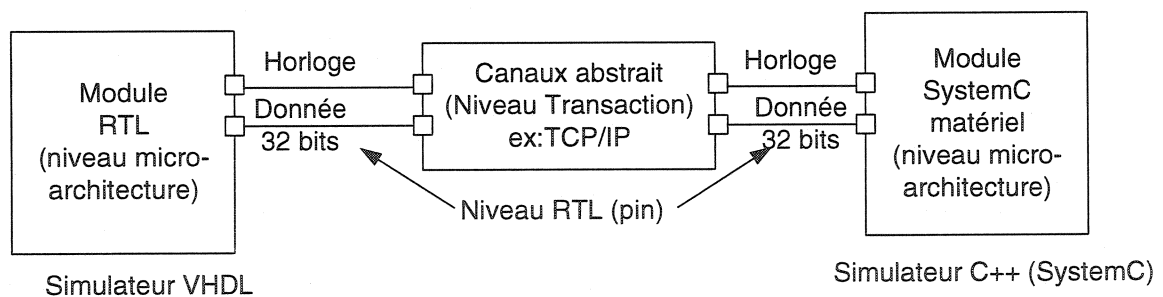 Module
RTL
(niveau micro-
architecture)
Horloge
Donnée
32 bits
Canaux abstrait
(Niveau Transaction)
ex:TCP/IP
Horloge
Donnée
32 bits
Module
SystemC
matériel
(niveau micro-
architecture)
Niveau RTL (pin)
Simulateur VHDL
Simulateur C++ (SystemC)